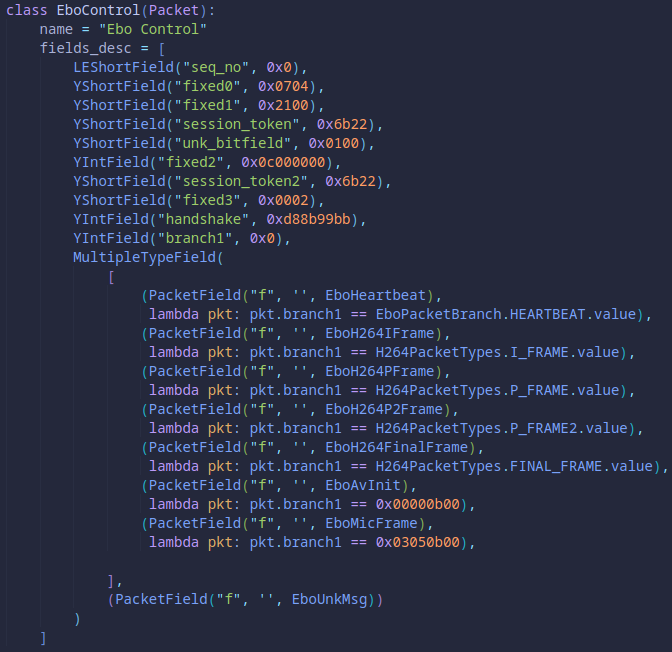 class EboControl(Packet):
    name = "Ebo Control"
    fields_desc = [
        LEShortField("seq_no", 0x0),
        YShortField("fixed0", 0x0704),
        YShortField("fixed1", 0x2100),
        YShortField("session_token", 0x6b22),
        YShortField("unk_bitfield", 0x0100),
        YIntField("fixed2", 0x0c000000),
        YShortField("session_token2", 0x6b22),
        YShortField("fixed3", 0x0002),
        YIntField("handshake", 0xd88b99bb),
        YIntField("branch1", 0x0),
        MultipleTypeField(
            [
                (PacketField("f", '', EboHeartbeat),
                 lambda pkt: pkt.branch1 == EboPacketBranch.HEARTBEAT.value),
                (PacketField("f", '', EboH264IFrame),
                 lambda pkt: pkt.branch1 == H264PacketTypes.I_FRAME.value),
                (PacketField("f", '', EboH264PFrame),
                 lambda pkt: pkt.branch1 == H264PacketTypes.P_FRAME.value),
                (PacketField("f", '', EboH264P2Frame),
                 lambda pkt: pkt.branch1 == H264PacketTypes.P_FRAME2.value),
                (PacketField("f", '', EboH264FinalFrame),
                 lambda pkt: pkt.branch1 == H264PacketTypes.FINAL_FRAME.value),
                (PacketField("f", '', EboAvInit),
                 lambda pkt: pkt.branch1 == 0x00000b00),
                (PacketField("f", '', EboMicFrame),
                 lambda pkt: pkt.branch1 == 0x03050b00),

            ],
            (PacketField("f", '', EboUnkMsg))
        )
    ]